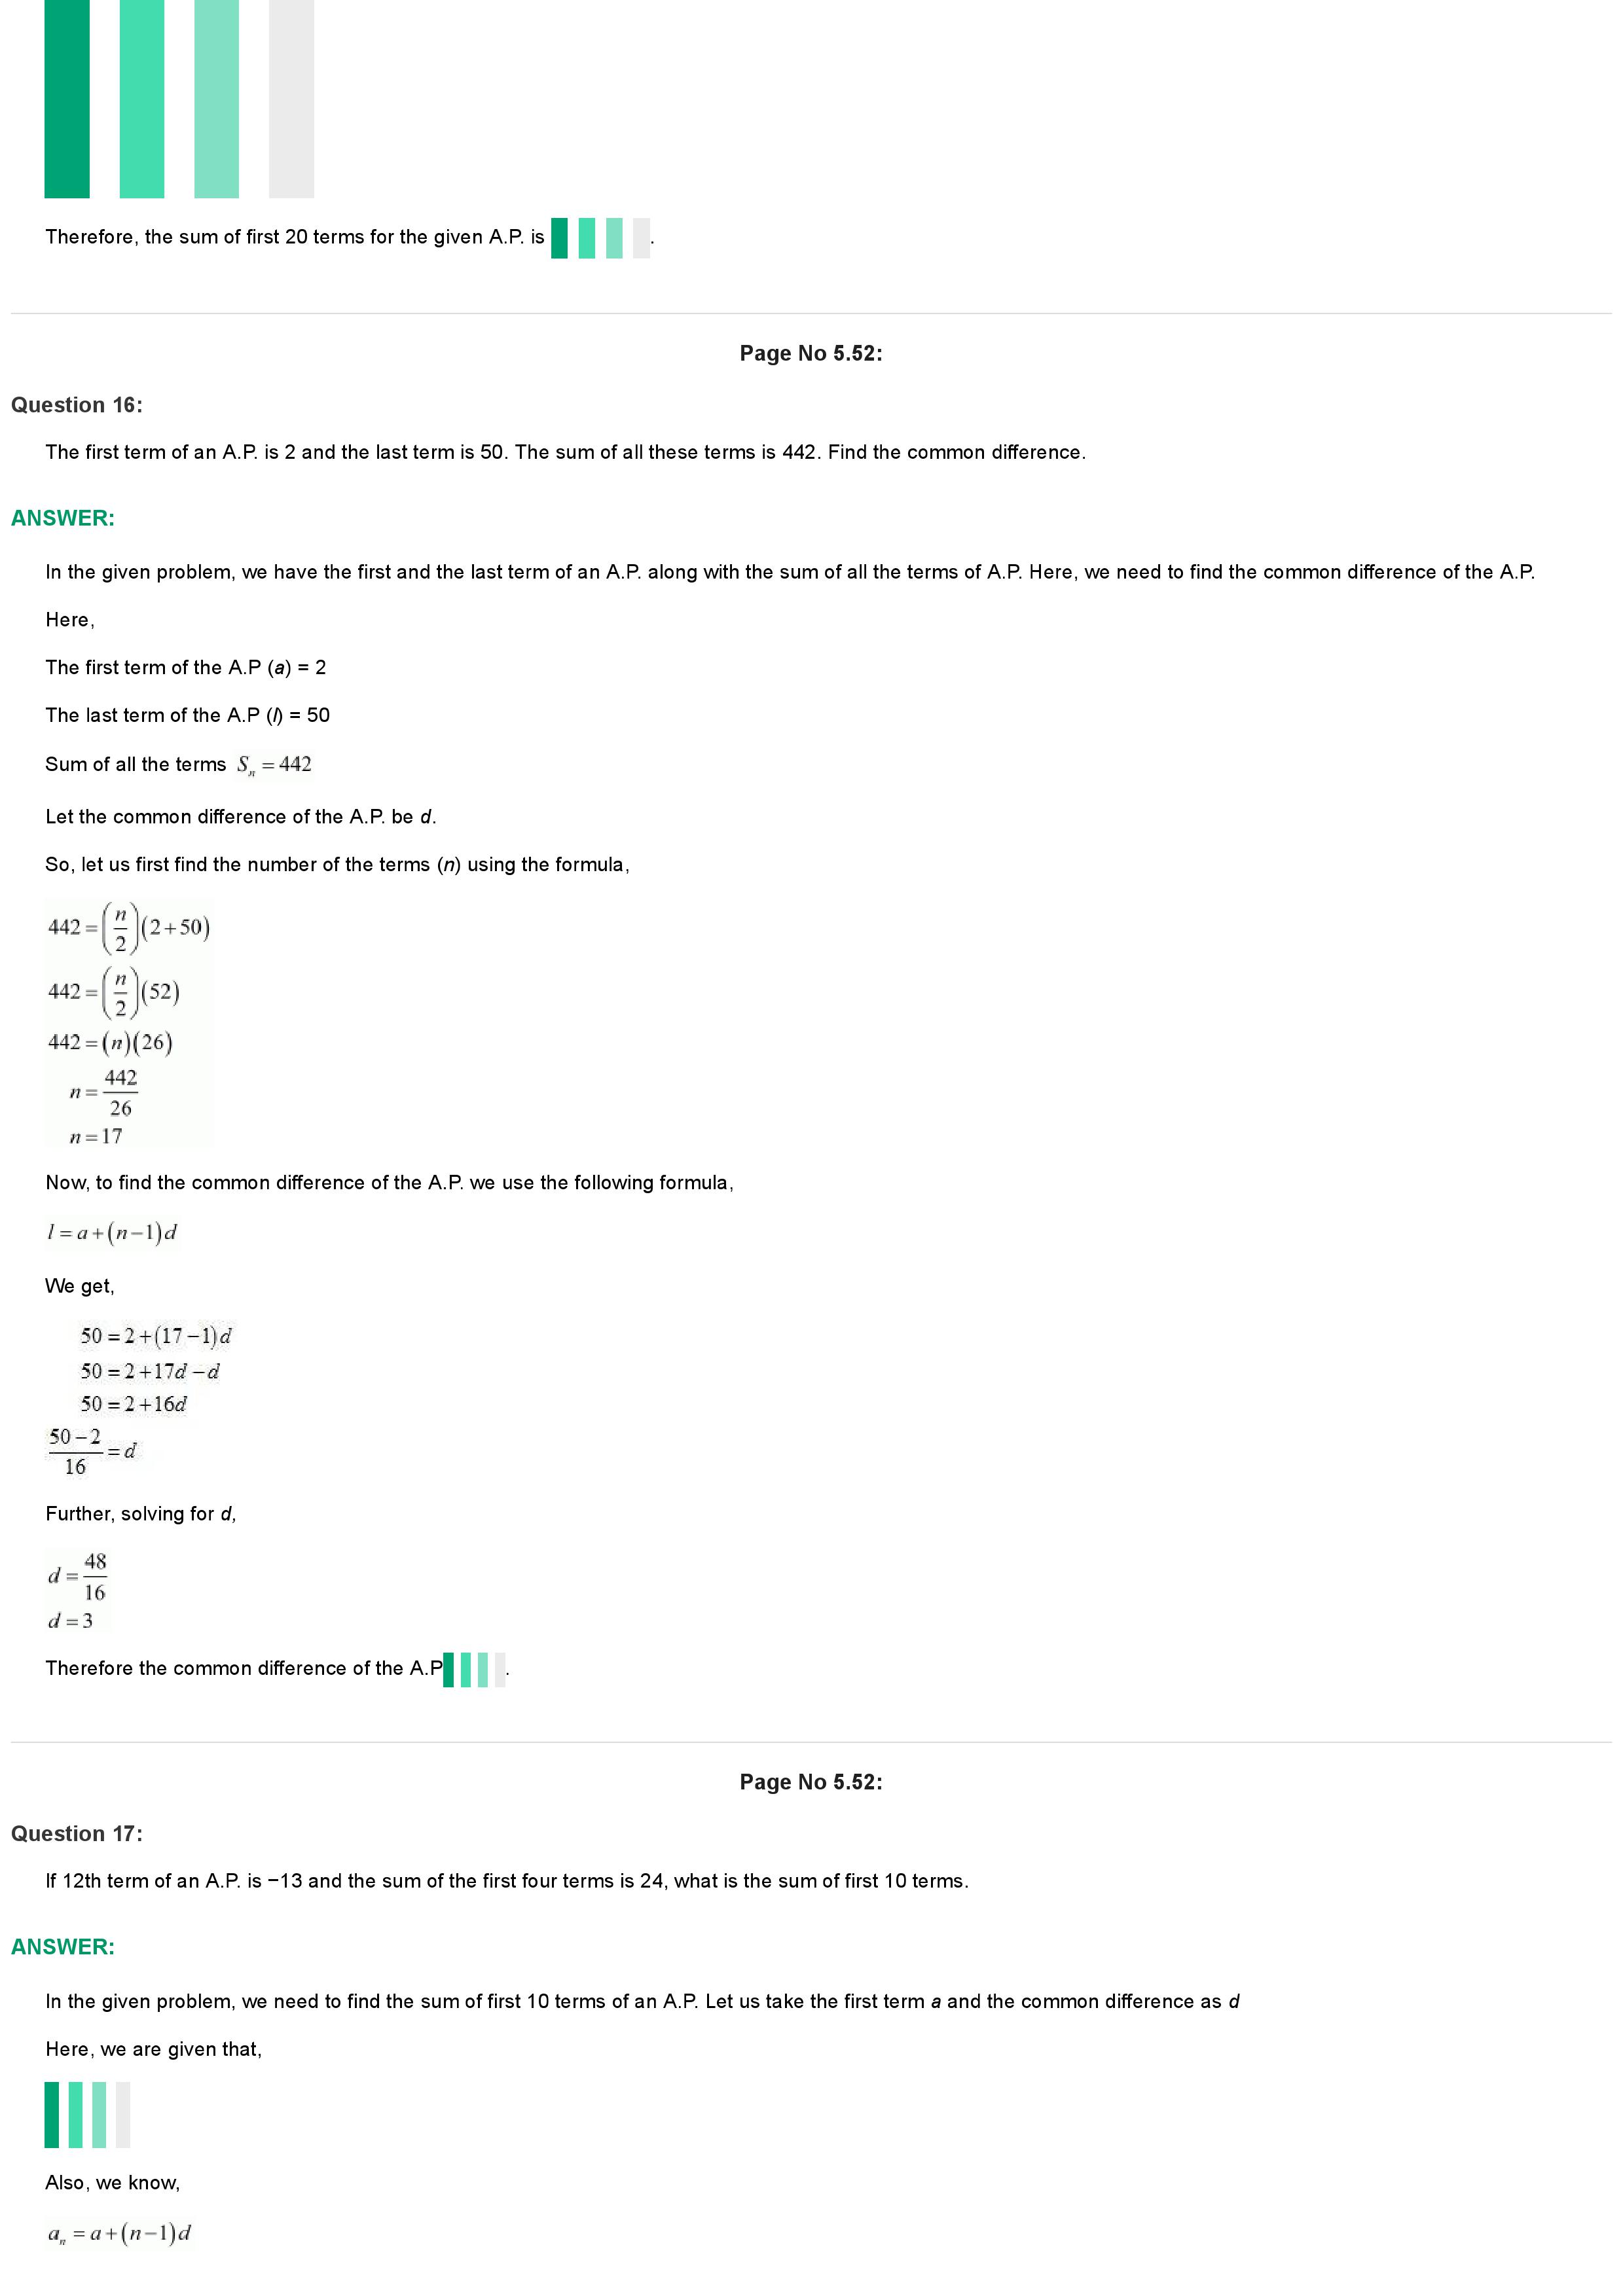 Therefore, the sum of first 20 terms for the given A.P. is .
Page No 5.52:
Question 16:
The first term of an A.P. is 2 and the last term is 50. The sum of all these terms is 442. Find the common difference.
ANSWER:
In the given problem, we have the first and the last term of an A.P. along with the sum of all the terms of A.P. Here, we need to find the common difference of the A.P.
Here,
The first term of the A.P (a) = 2
The last term of the A.P (l) = 50
Sum of all the terms Sₙ = 442
Let the common difference of the A.P. be d.
So, let us first find the number of the terms (n) using the formula,
442 = (n/2)(2+50)
442 = (n/2)(52)
442 = (n)(26)
n = 442/26
n = 17
Now, to find the common difference of the A.P. we use the following formula,
l = a+(n−1)d
We get,
50 = 2+(17−1)d
50 = 2+17d−d
50 = 2+16d
(50−2)/16 = d
Further, solving for d,
d = 48/16
d = 3
Therefore the common difference of the A.P .
Page No 5.52:
Question 17:
If 12th term of an A.P. is −13 and the sum of the first four terms is 24, what is the sum of first 10 terms.
ANSWER:
In the given problem, we need to find the sum of first 10 terms of an A.P. Let us take the first term a and the common difference as d
Here, we are given that,
Also, we know,
aₙ = a+(n−1)d